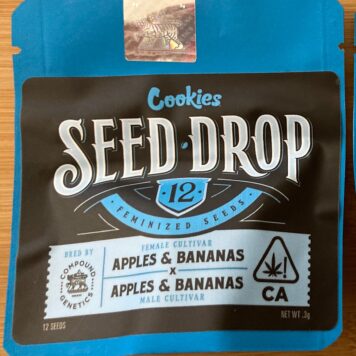 Cookies
SEED·DROP
·12·
FEMINIZED SEEDS
BRED BY
COMPOUND
GENETICS
FEMALE CULTIVAR
APPLES & BANANAS
X
APPLES & BANANAS
MALE CULTIVAR
!
CA
12 SEEDS
NET WT .3g